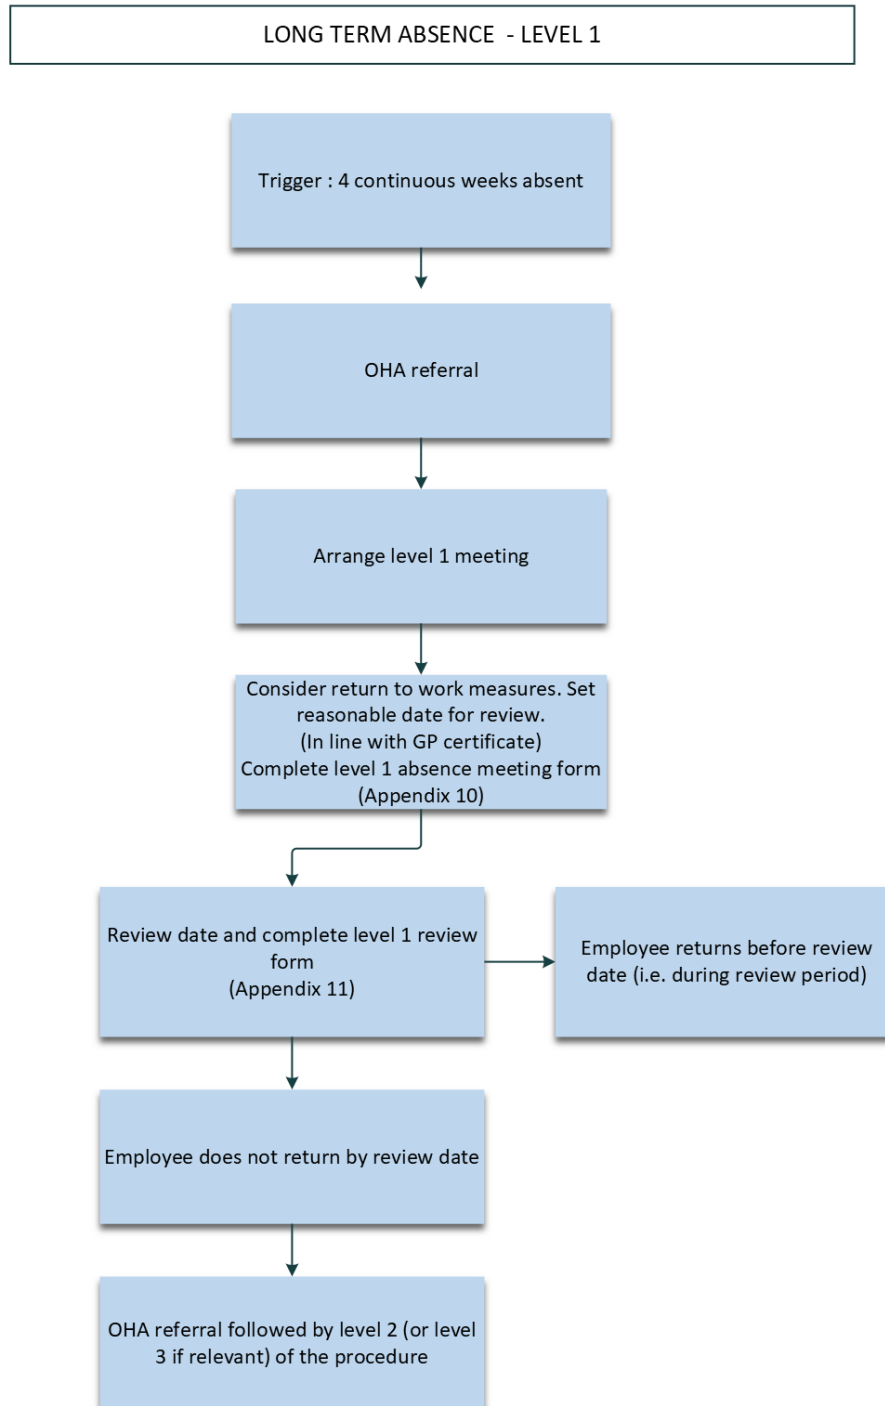 LONG TERM ABSENCE - LEVEL 1
Trigger : 4 continuous weeks absent
OHA referral
Arrange level 1 meeting
Consider return to work measures. Set
reasonable date for review.
(In line with GP certificate)
Complete level 1 absence meeting form
(Appendix 10)
Review date and complete level 1 review
form
(Appendix 11)
Employee returns before review
date (i.e. during review period)
Employee does not return by review date
OHA referral followed by level 2 (or level
3 if relevant) of the procedure